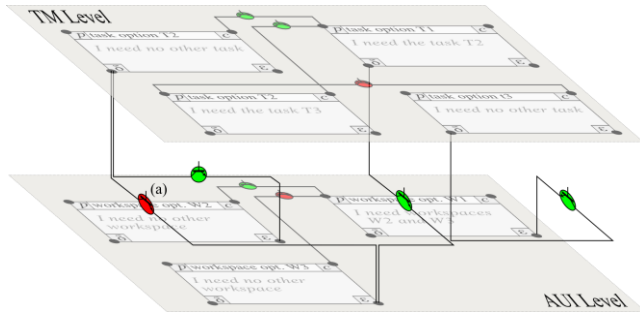 TM Level
p task option T2 c
I need no other task
δ ε
p task option T1 c
I need the task T2
ε
p task option T2 c
I need the task T3
δ ε
p task option t3 c
I need no other task
δ ε
(a)
p workspace opt. W2 c
I need no other
workspace
ε
p workspace opt. W1 c
I need workspaces
W2 and W3
p workspace opt. W3 c
I need no other
workspace
ε
AUI Level